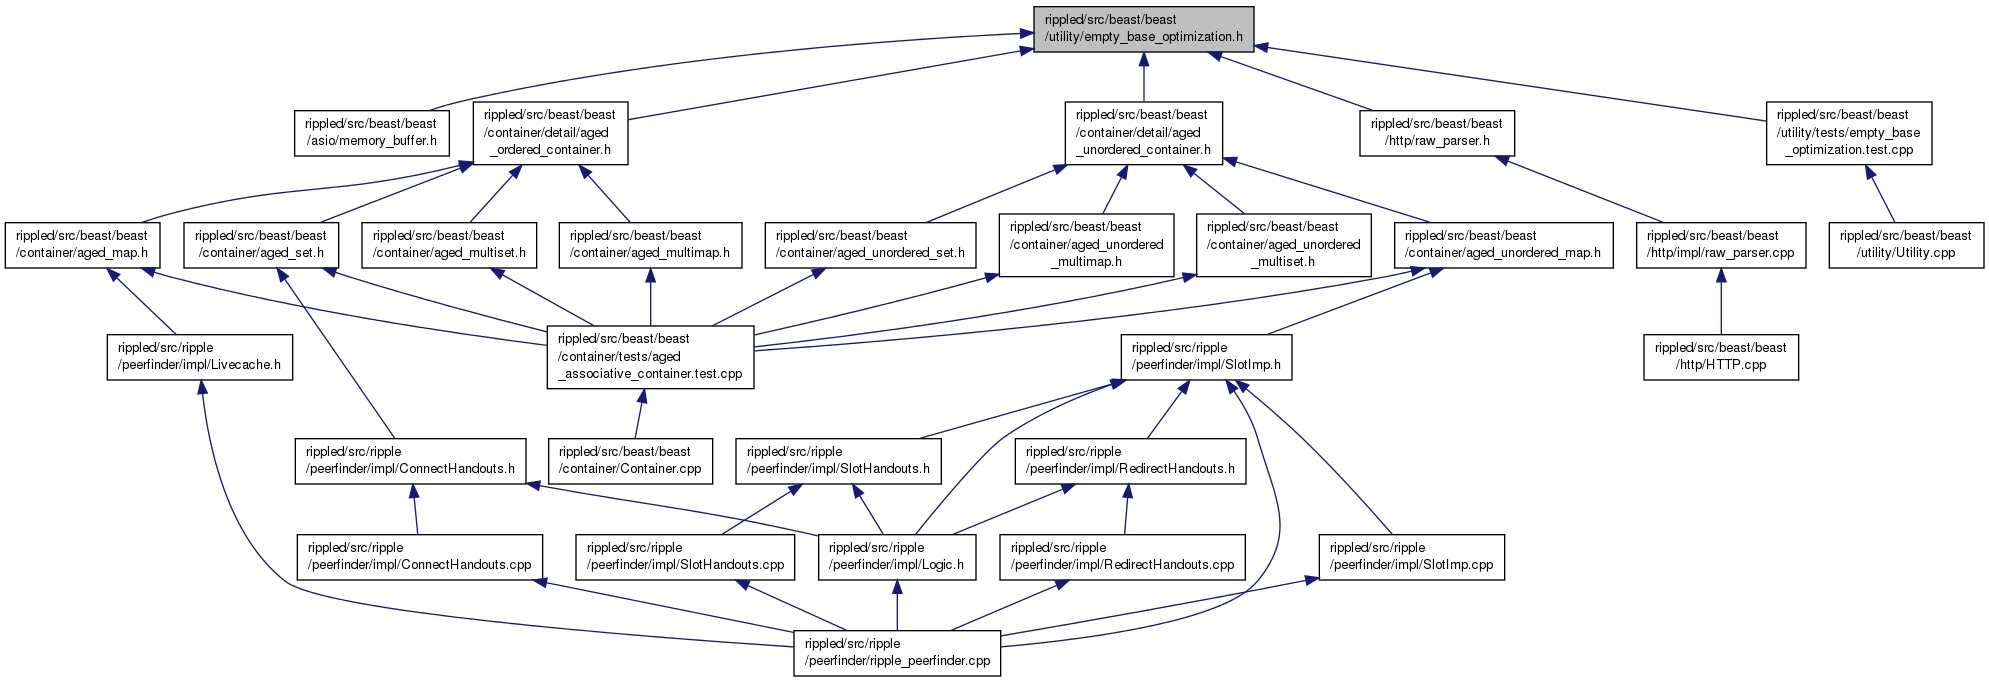 rippled/src/beast/beast
/utility/empty_base_optimization.h
rippled/src/beast/beast
/asio/memory_buffer.h
rippled/src/beast/beast
/container/detail/aged
_ordered_container.h
rippled/src/beast/beast
/container/detail/aged
_unordered_container.h
rippled/src/beast/beast
/http/raw_parser.h
rippled/src/beast/beast
/utility/tests/empty_base
_optimization.test.cpp
rippled/src/beast/beast
/container/aged_map.h
rippled/src/beast/beast
/container/aged_set.h
rippled/src/beast/beast
/container/aged_multiset.h
rippled/src/beast/beast
/container/aged_multimap.h
rippled/src/beast/beast
/container/aged_unordered_set.h
rippled/src/beast/beast
/container/aged_unordered
_multimap.h
rippled/src/beast/beast
/container/aged_unordered
_multiset.h
rippled/src/beast/beast
/container/aged_unordered_map.h
rippled/src/beast/beast
/http/impl/raw_parser.cpp
rippled/src/beast/beast
/utility/Utility.cpp
rippled/src/ripple
/peerfinder/impl/Livecache.h
rippled/src/beast/beast
/container/tests/aged
_associative_container.test.cpp
rippled/src/ripple
/peerfinder/impl/SlotImp.h
rippled/src/beast/beast
/http/HTTP.cpp
rippled/src/ripple
/peerfinder/impl/ConnectHandouts.h
rippled/src/beast/beast
/container/Container.cpp
rippled/src/ripple
/peerfinder/impl/SlotHandouts.h
rippled/src/ripple
/peerfinder/impl/RedirectHandouts.h
rippled/src/ripple
/peerfinder/impl/ConnectHandouts.cpp
rippled/src/ripple
/peerfinder/impl/SlotHandouts.cpp
rippled/src/ripple
/peerfinder/impl/Logic.h
rippled/src/ripple
/peerfinder/impl/RedirectHandouts.cpp
rippled/src/ripple
/peerfinder/impl/SlotImp.cpp
rippled/src/ripple
/peerfinder/ripple_peerfinder.cpp